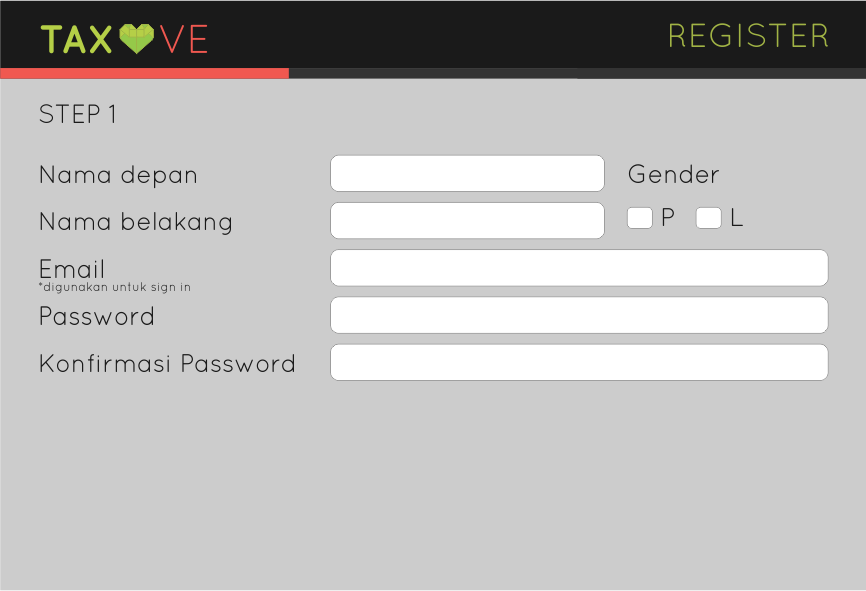 TAX VE
REGISTER
STEP 1
Nama depan
Gender
Nama belakang
P L
Email
*digunakan untuk sign in
Password
Konfirmasi Password